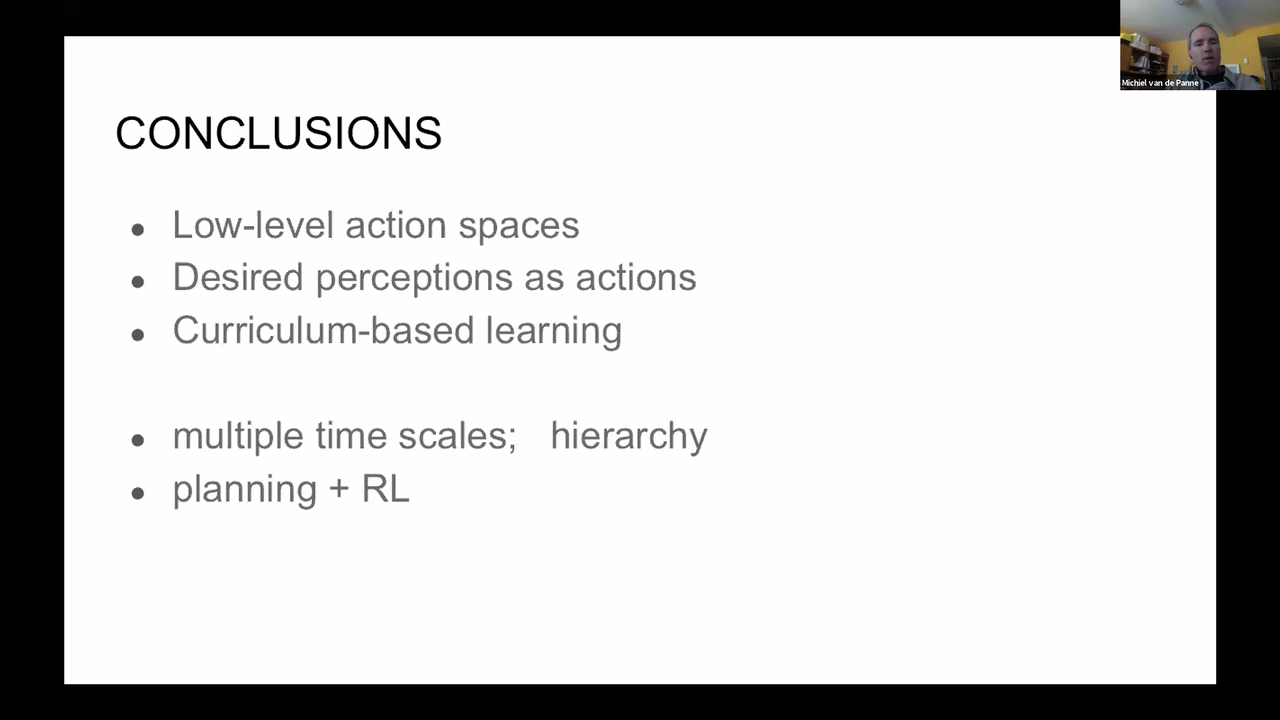 Michiel van de Panne
CONCLUSIONS
● Low-level action spaces
● Desired perceptions as actions
● Curriculum-based learning
● multiple time scales; hierarchy
● planning + RL